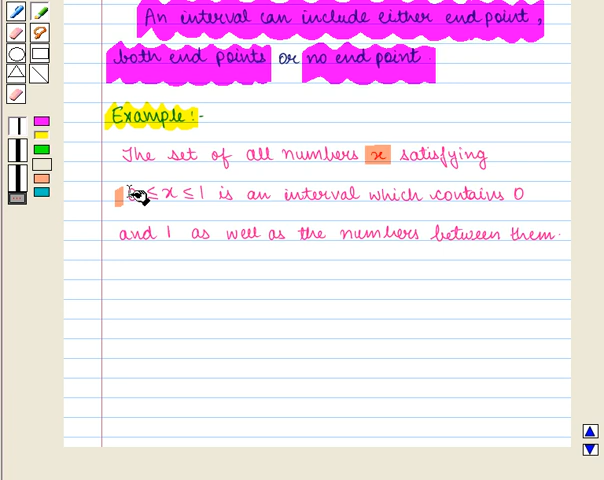 An interval can include either end point,
both end points or no end point.
Example:-
The set of all numbers x satisfying
≤ x ≤ 1 is an interval which contains 0
and 1 as well as the numbers between them.